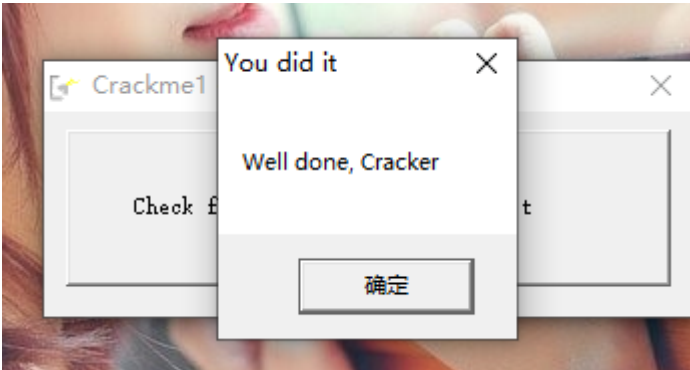 You did it
Crackme1
Well done, Cracker
Check f
t
确定